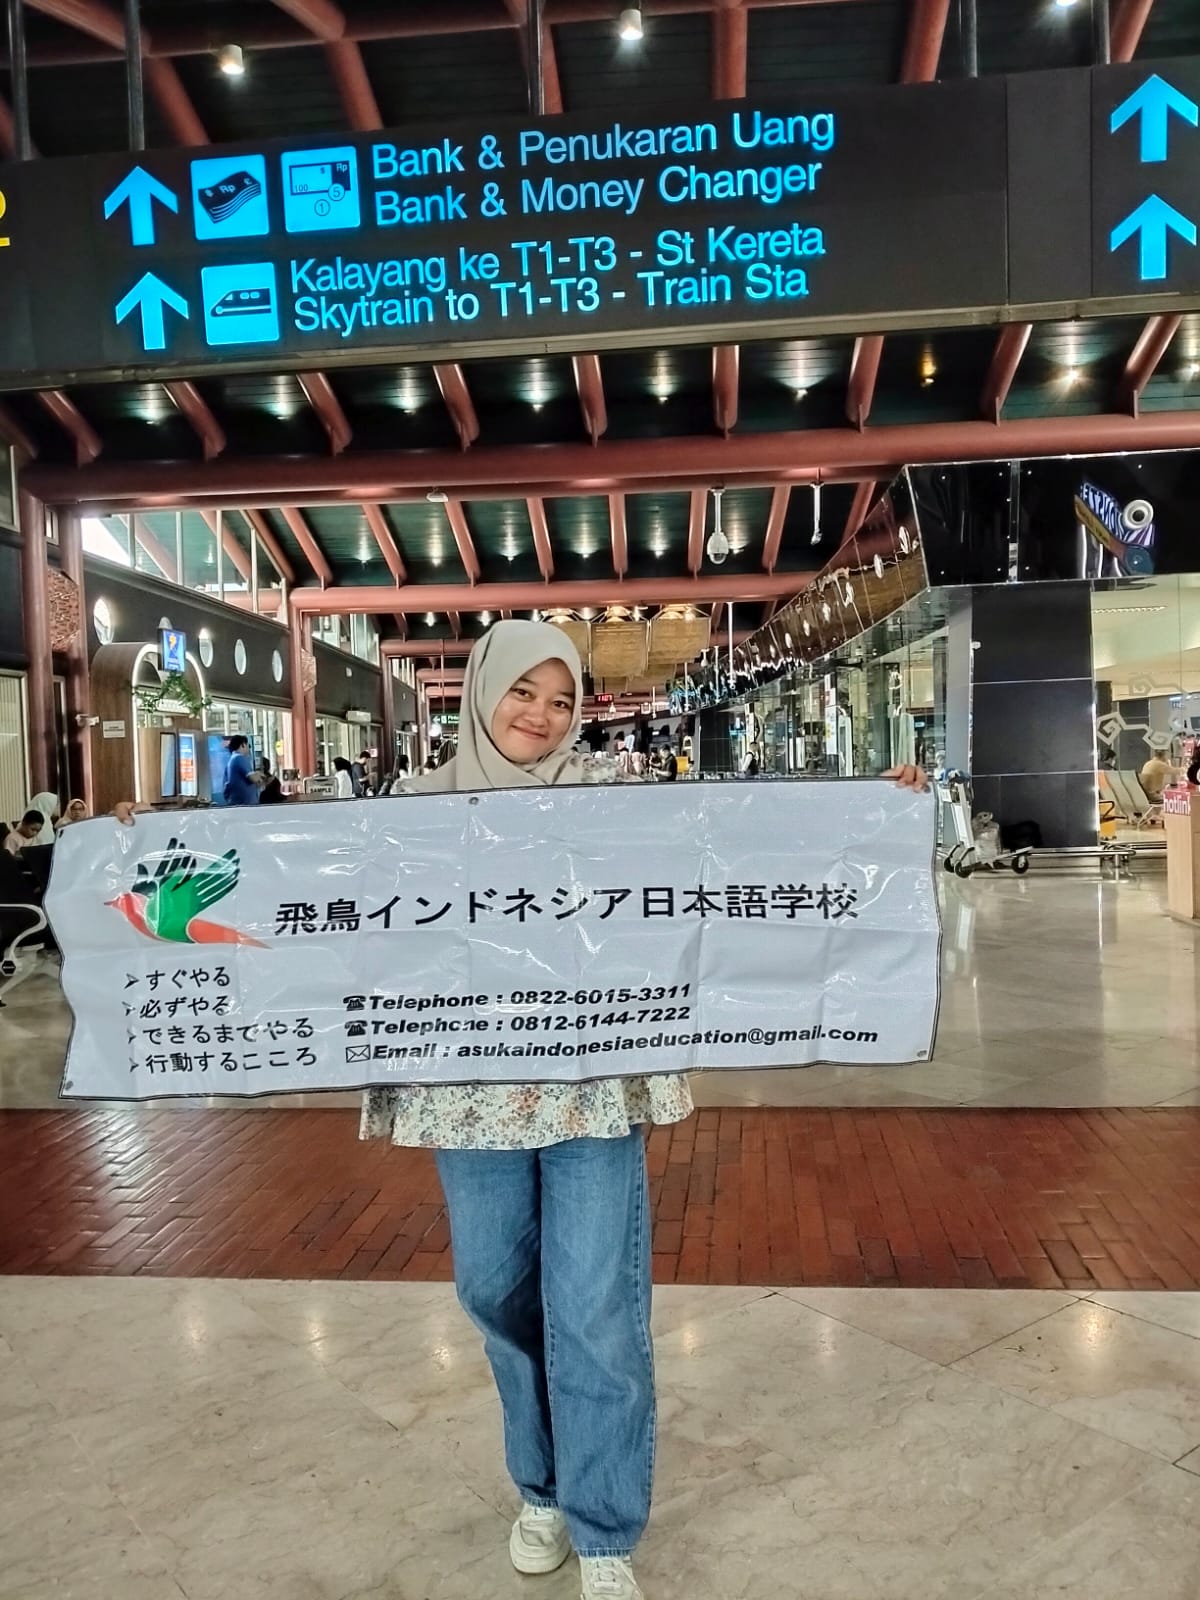 Bank & Penukaran Uang
Bank & Money Changer
Kalayang ke T1-T3 - St Kereta
Skytrain to T1-T3 - Train Sta
飛鳥インドネシア日本語学校
➢すぐやる
➢必ずやる
➢できるまでやる
➢行動するこころ
☎Telephone : 0822-6015-3311
☎Telephone : 0812-6144-7222
✉Email : asukaindonesiaeducation@gmail.com
SAMPLE
hotlink